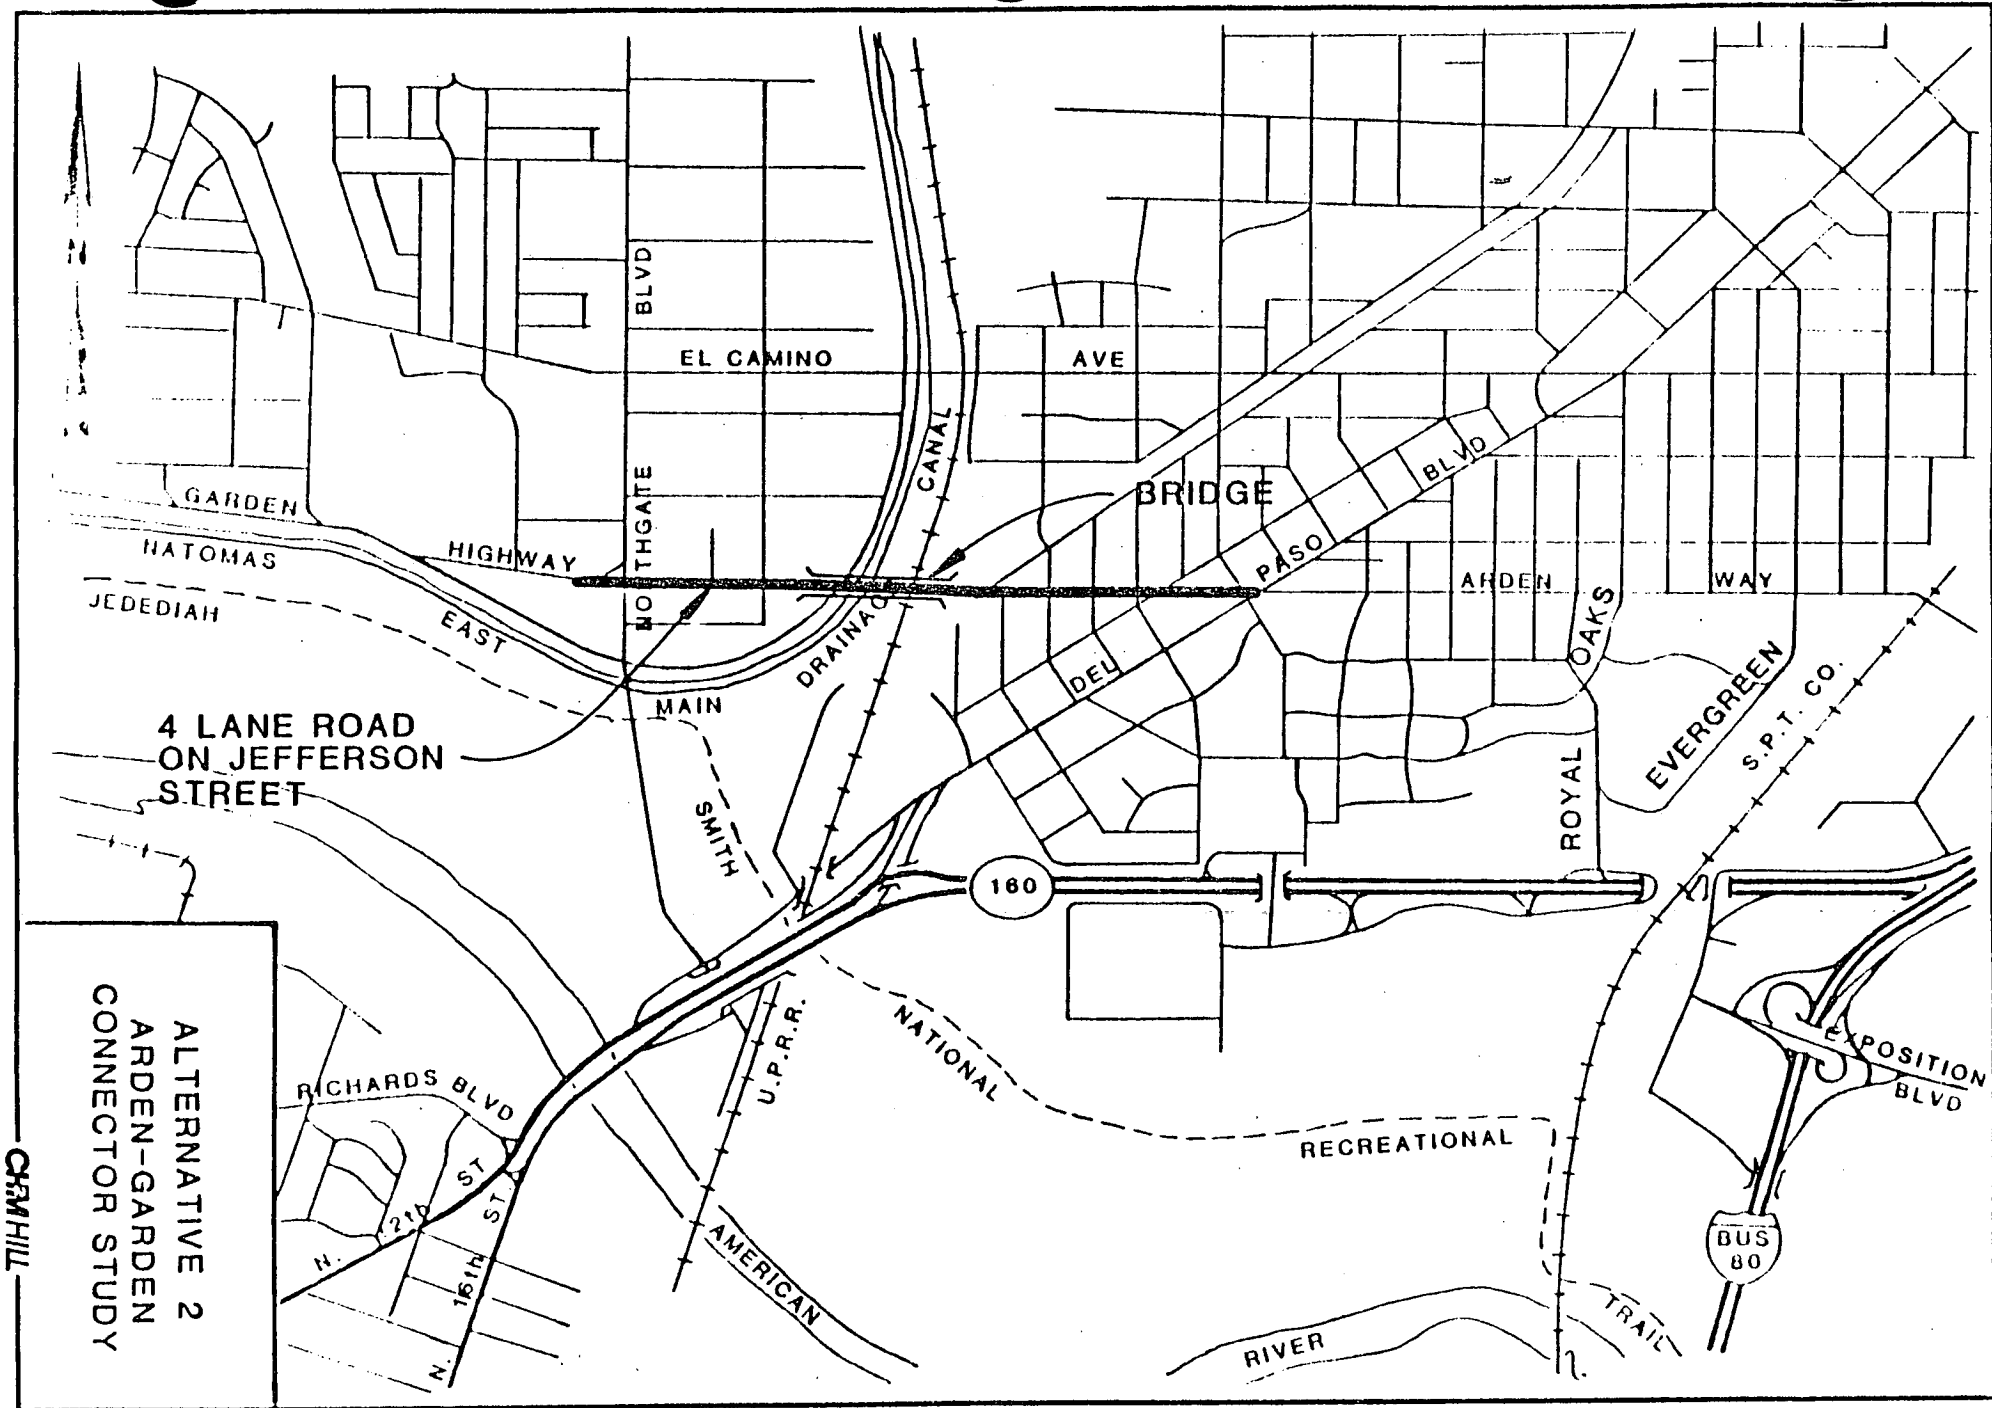 BLVD
EL CAMINO
AVE
CANAL
BRIDGE
BLVD
GARDEN
NORTHGATE
HIGHWAY
NATOMAS
PASO
ARDEN
WAY
JEDEDIAH
EAST
DRAINAG
OAKS
DEL
MAIN
EVERGREEN
S.P.T. CO.
4 LANE ROAD
ON JEFFERSON
STREET
SMITH
ROYAL
160
NATIONAL
U.P.R.R.
EXPOSITION
BLVD
RICHARDS BLVD
RECREATIONAL
N. 12th ST
N. 16th ST.
AMERICAN
BUS
80
TRAIL
RIVER
ALTERNATIVE 2
ARDEN-GARDEN
CONNECTOR STUDY
CH2M HILL